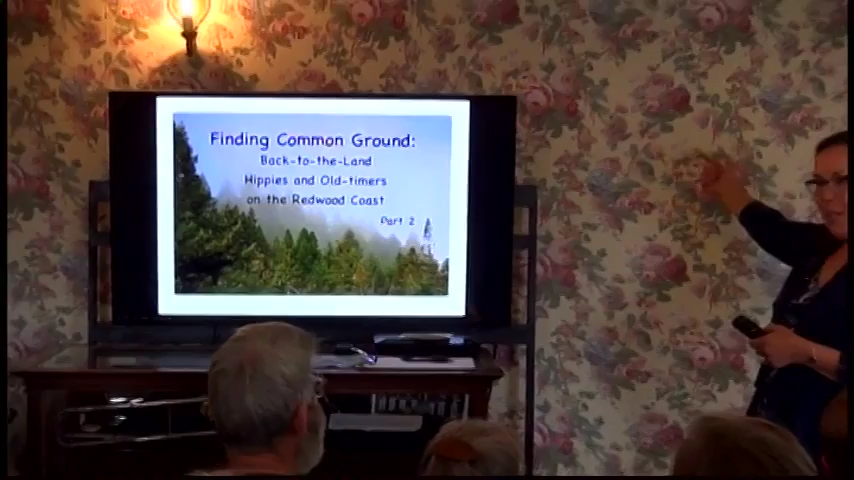 Finding Common Ground:
Back-to-the-Land
Hippies and Old-timers
on the Redwood Coast
Part 2